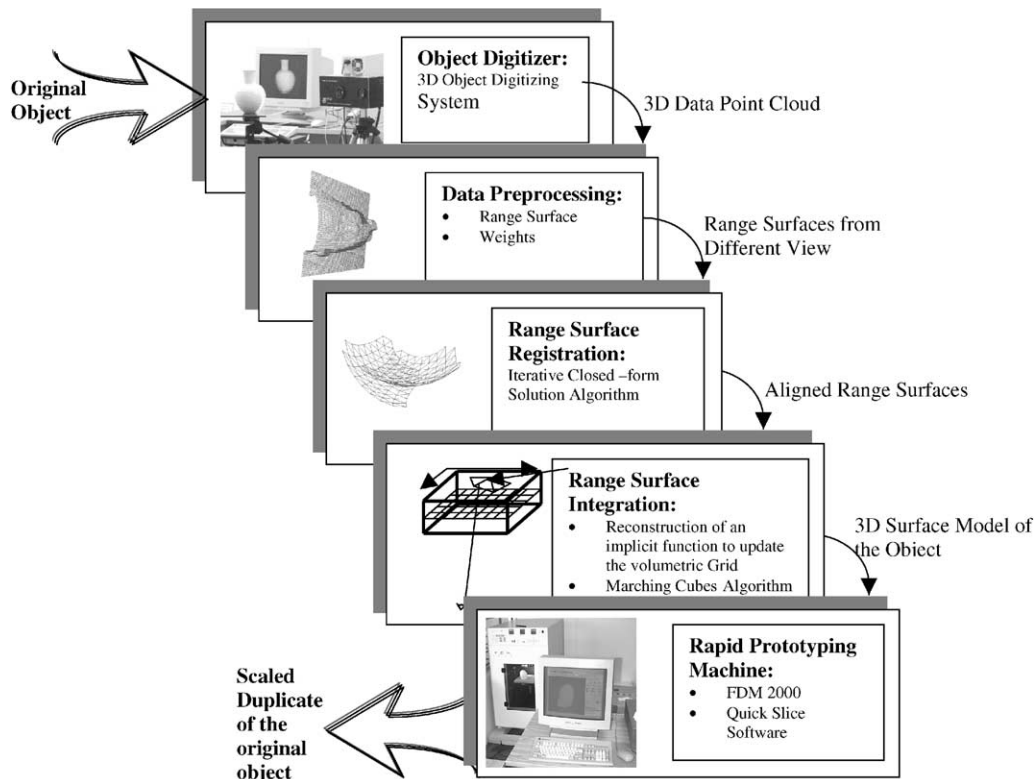 Original
Object
Object Digitizer:
3D Object Digitizing
System
3D Data Point Cloud
Data Preprocessing:
• Range Surface
• Weights
Range Surfaces from
Different View
Range Surface
Registration:
Iterative Closed –form
Solution Algorithm
Aligned Range Surfaces
Range Surface
Integration:
• Reconstruction of an
implicit function to update
the volumetric Grid
• Marching Cubes Algorithm
3D Surface Model of
the Obiect
Rapid Prototyping
Machine:
• FDM 2000
• Quick Slice
Software
Scaled
Duplicate
of the
original
object